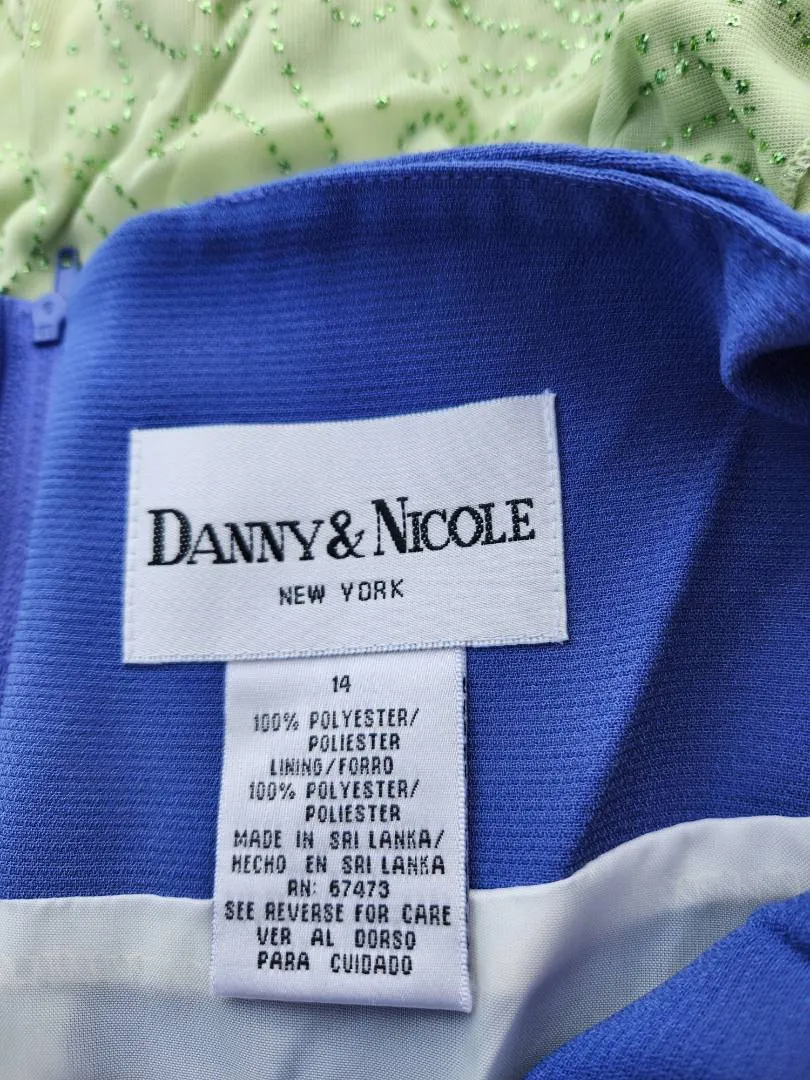 DANNY & NICOLE
NEW YORK
14
100% POLYESTER/
POLIESTER
LINING/FORRO
100% POLYESTER/
POLIESTER
MADE IN SRI LANKA/
HECHO EN SRI LANKA
RN: 67473
SEE REVERSE FOR CARE
VER AL DORSO
PARA CUIDADO